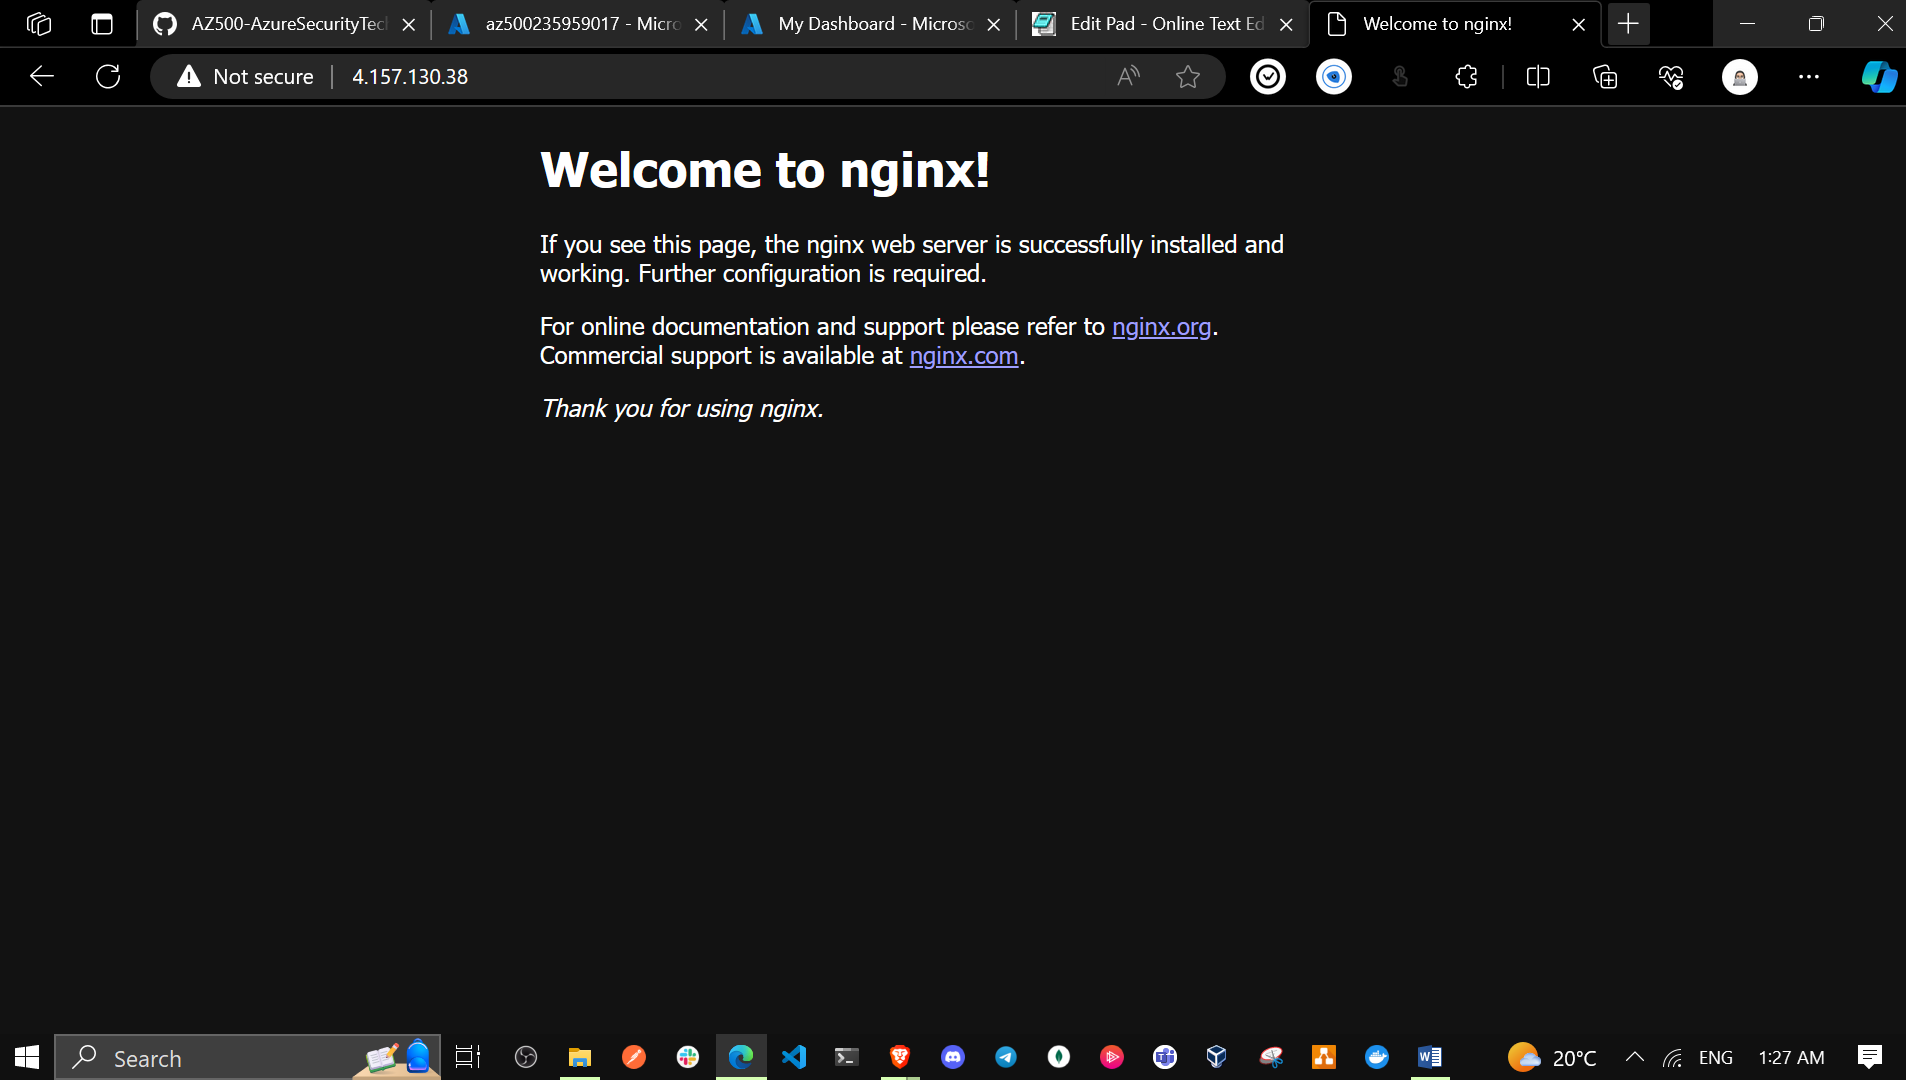 AZ500-AzureSecurityTecl
az500235959017 - Micro
My Dashboard - Microso
Edit Pad - Online Text Ed
Welcome to nginx!
Not secure
4.157.130.38
Welcome to nginx!
If you see this page, the nginx web server is successfully installed and
working. Further configuration is required.
For online documentation and support please refer to nginx.org.
Commercial support is available at nginx.com.
Thank you for using nginx.
Search
20°C
ENG
1:27 AM